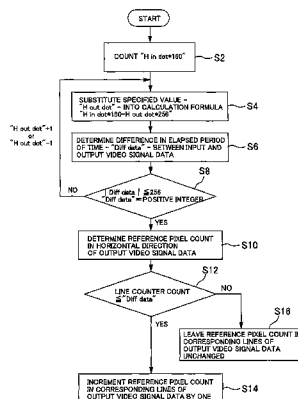 START
COUNT "H in dot*160"
S2
SUBSTITUTE SPECIFIED VALUE –
"H out dot" – INTO CALCULATION FORMULA
"H in dot*160–H out dot*256"
S4
"H out dot"+1
or
"H out dot"–1
DETERMINE DIFFERENCE IN ELAPSED PERIOD
OF TIME – "Diff data" – BETWEEN INPUT AND
OUTPUT VIDEO SIGNAL DATA
S6
S8
| Diff data | ≦256
"Diff data"=POSITIVE INTEGER
NO
YES
DETERMINE REFERENCE PIXEL COUNT
IN HORIZONTAL DIRECTION
OF OUTPUT VIDEO SIGNAL DATA
S10
S12
LINE COUNTER COUNT
≦"Diff data"
NO
YES
S16
LEAVE REFERENCE PIXEL COUNT IN
CORRESPONDING LINES OF
OUTPUT VIDEO SIGNAL DATA
UNCHANGED
S14
INCREMENT REFERENCE PIXEL COUNT
IN CORRESPONDING LINES OF
OUTPUT VIDEO SIGNAL DATA BY ONE